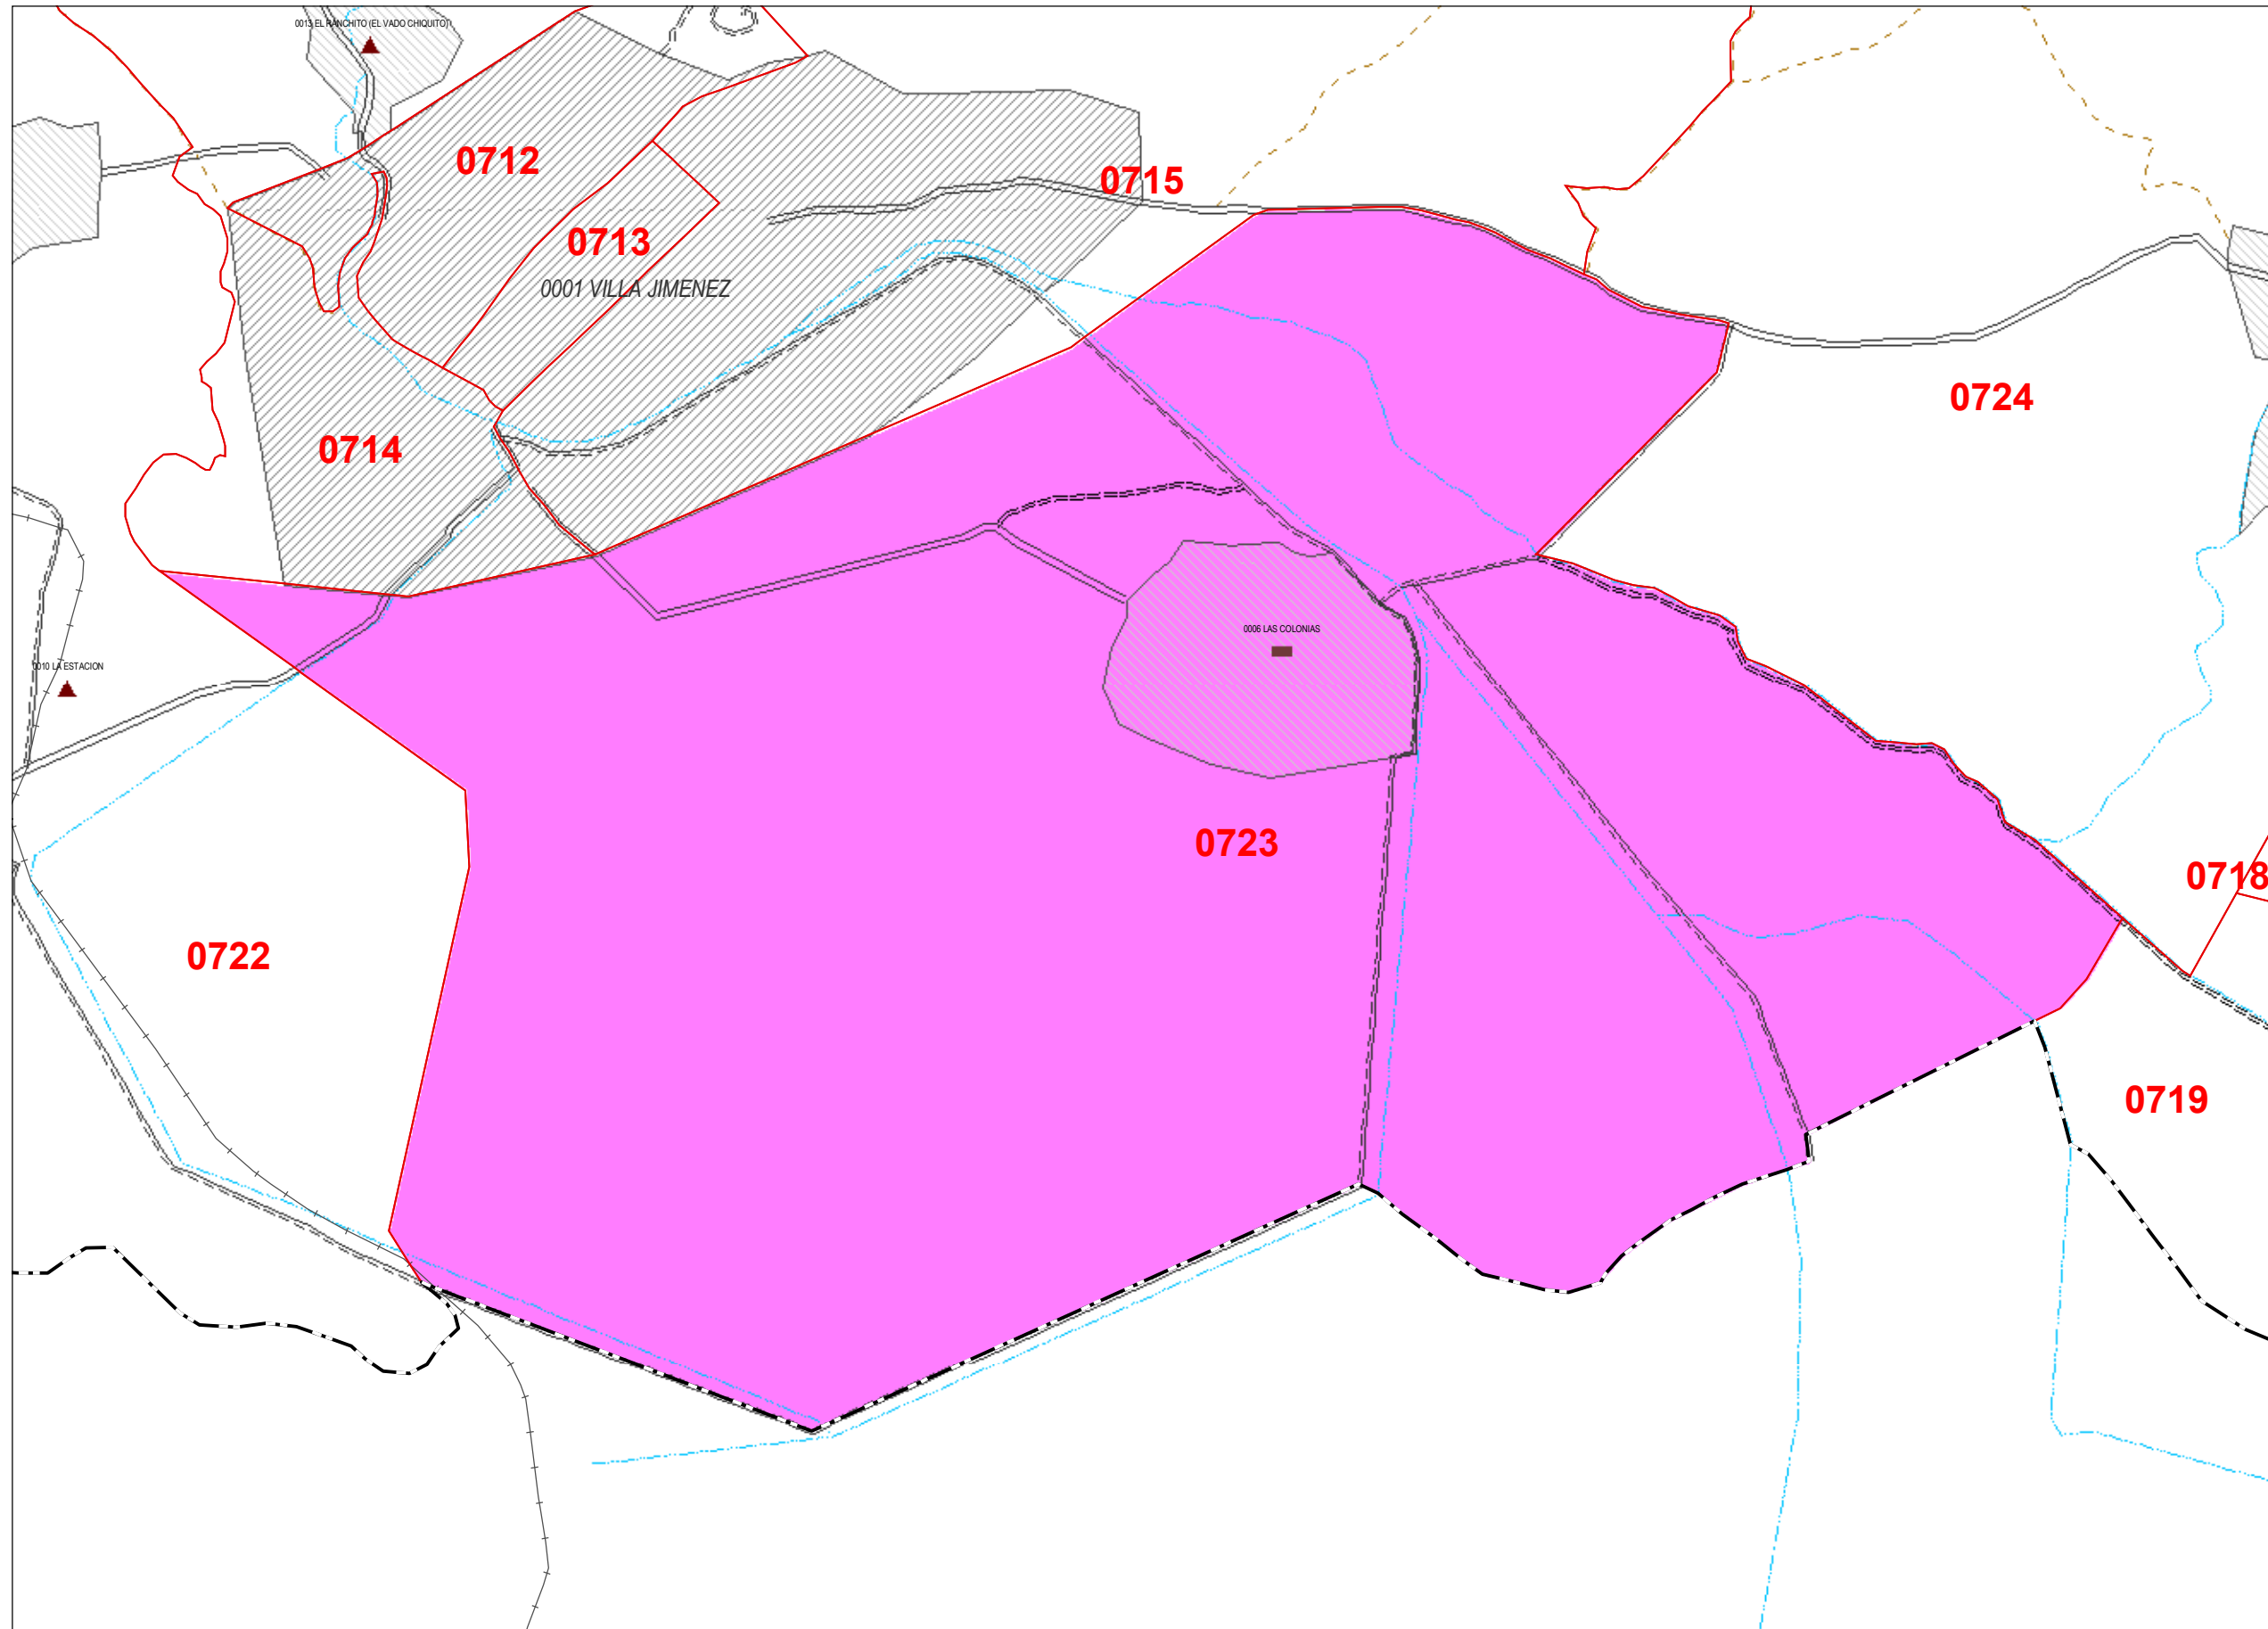 0013 EL RANCHITO (EL VADO CHIQUITO)
0712
0715
0713
0001 VILLA JIMENEZ
0724
0714
0006 LAS COLONIAS
0010 LA ESTACION
0723
0718
0722
0719